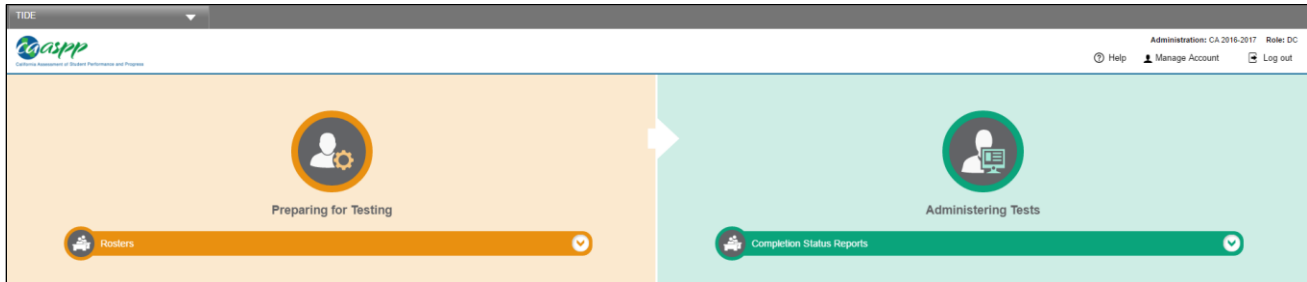 TIDE
caaspp
California Assessment of Student Performance and Progress
Administration: CA 2016-2017 Role: DC
Help Manage Account Log out
Preparing for Testing
Rosters
Administering Tests
Completion Status Reports